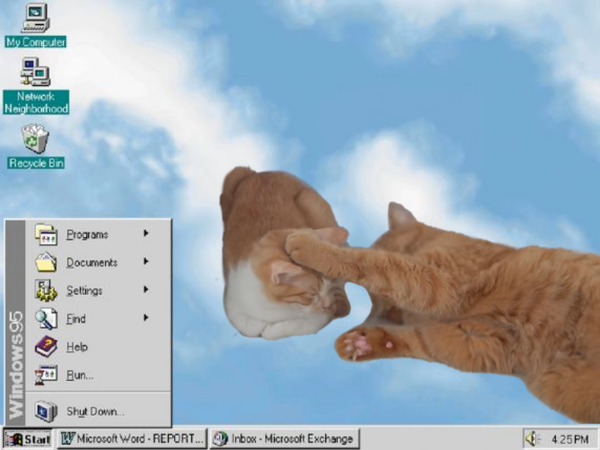 My Computer
Network
Neighborhood
Recycle Bin
Programs
Documents
Settings
Find
Help
Run...
Shut Down...
Windows95
Start
Microsoft Word - REPORT...
Inbox - Microsoft Exchange
4:25 PM